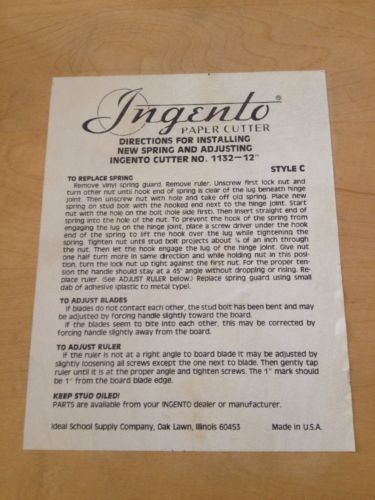 Ingento®
PAPER CUTTER
DIRECTIONS FOR INSTALLING
NEW SPRING AND ADJUSTING
INGENTO CUTTER NO. 1132—12"
STYLE C
TO REPLACE SPRING
Remove vinyl spring guard. Remove ruler. Unscrew first lock nut and
turn other nut until hook end of spring is clear of the lug beneath hinge
joint. Then unscrew nut with hole and take off old spring. Place new
spring on stud bolt with the hooked end next to the hinge joint. Start
nut with the hole on the bolt (hole side first). Then insert straight end of
spring into the hole of the nut. To prevent the hook of the spring from
engaging the lug on the hinge joint, place a screw driver under the hook
end of the spring to lift the hook over the lug while tightening the
spring. Tighten nut until stud bolt projects about ¼ of an inch through
the nut. Then let the hook engage the lug of the hinge joint. Give nut
one half turn more in same direction and while holding nut in this posi-
tion, turn the lock nut up tight against the first nut. For the proper ten-
sion the handle should stay at a 45° angle without dropping or rising. Re-
place ruler. (See ADJUST RULER below.) Replace spring guard using small
dab of adhesive (plastic to metal type).
TO ADJUST BLADES
If blades do not contact each other, the stud bolt has been bent and may
be adjusted by forcing handle slightly toward the board.
If the blades seem to bite into each other, this may be corrected by
forcing handle slightly away from the board.
TO ADJUST RULER
If the ruler is not at a right angle to board blade it may be adjusted by
slightly loosening all screws except the one next to blade. Then gently tap
ruler until it is at the proper angle and tighten screws. The 1" mark should
be 1" from the board blade edge.
KEEP STUD OILED!
PARTS are available from your INGENTO dealer or manufacturer.
Ideal School Supply Company, Oak Lawn, Illinois 60453 Made in U.S.A.